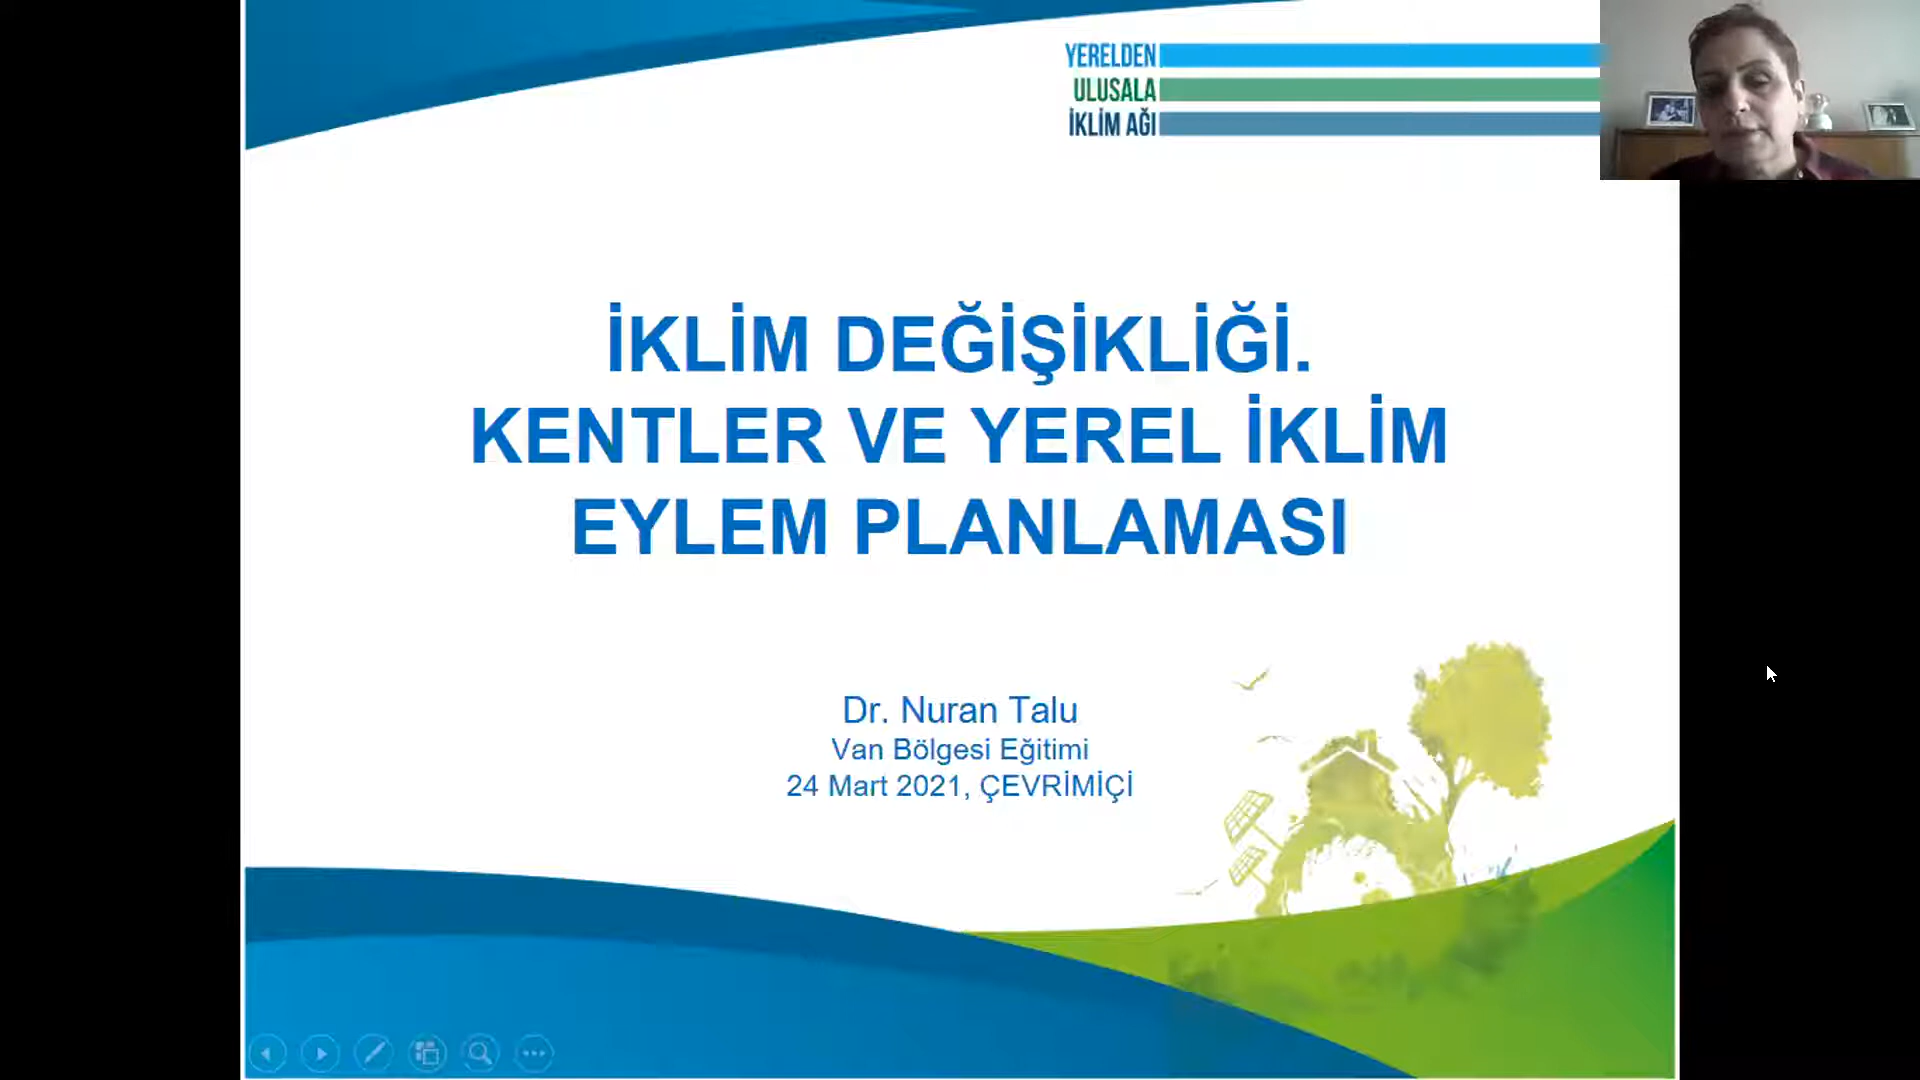 YERELDEN
ULUSALA
İKLİM AĞI
İKLİM DEĞİŞİKLİĞİ.
KENTLER VE YEREL İKLİM
EYLEM PLANLAMASI
Dr. Nuran Talu
Van Bölgesi Eğitimi
24 Mart 2021, ÇEVRİMİÇİ